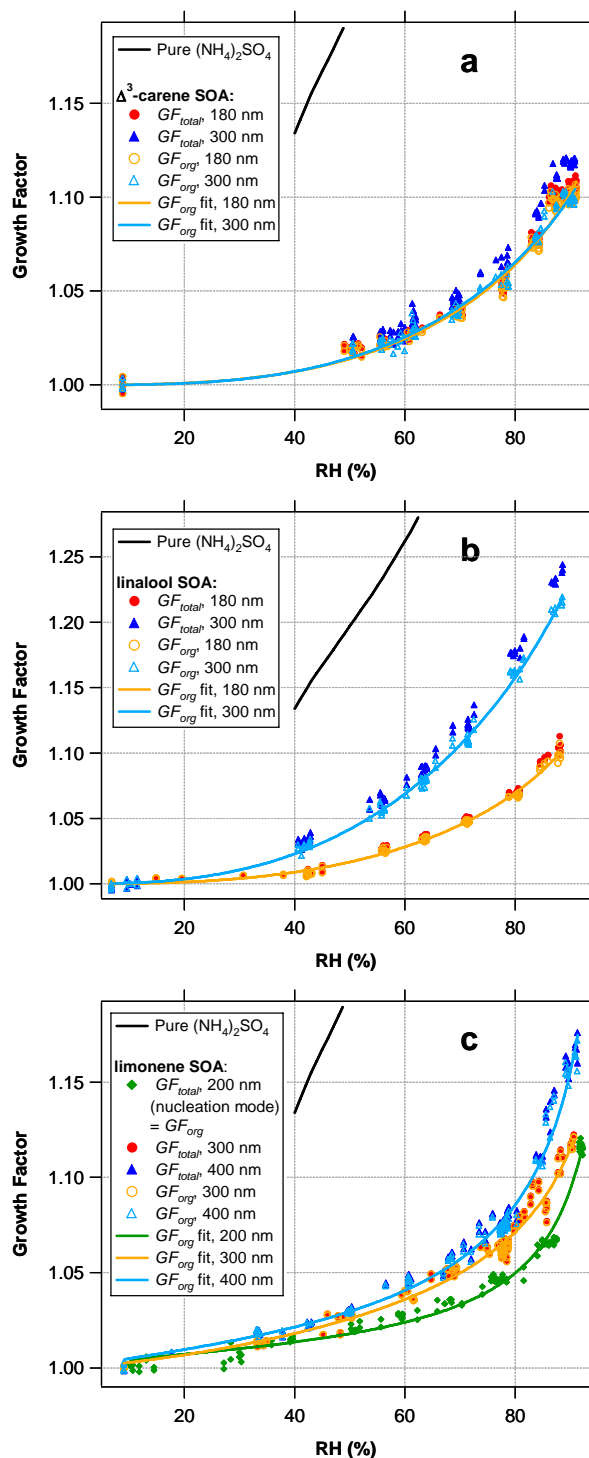 a
Pure (NH4)2SO4
Δ3-carene SOA:
GFtotal, 180 nm
GFtotal, 300 nm
GForg, 180 nm
GForg, 300 nm
GForg fit, 180 nm
GForg fit, 300 nm
1.15
1.10
1.05
1.00
Growth Factor
20 40 60 80
RH (%)
b
Pure (NH4)2SO4
linalool SOA:
GFtotal, 180 nm
GFtotal, 300 nm
GForg, 180 nm
GForg, 300 nm
GForg fit, 180 nm
GForg fit, 300 nm
1.25
1.20
1.15
1.10
1.05
1.00
Growth Factor
20 40 60 80
RH (%)
c
Pure (NH4)2SO4
limonene SOA:
GFtotal, 200 nm
(nucleation mode)
= GForg
GFtotal, 300 nm
GFtotal, 400 nm
GForg, 300 nm
GForg, 400 nm
GForg fit, 200 nm
GForg fit, 300 nm
GForg fit, 400 nm
1.15
1.10
1.05
1.00
Growth Factor
20 40 60 80
RH (%)